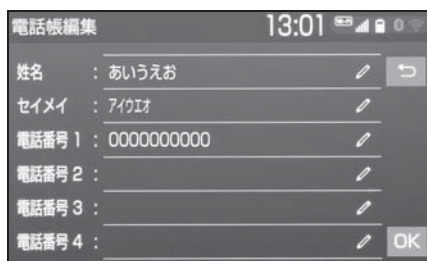 電話帳編集 13:01
姓名 : あいうえお
セイメイ : アイウエオ
電話番号1 : 0000000000
電話番号2 :
電話番号3 :
電話番号4 : OK